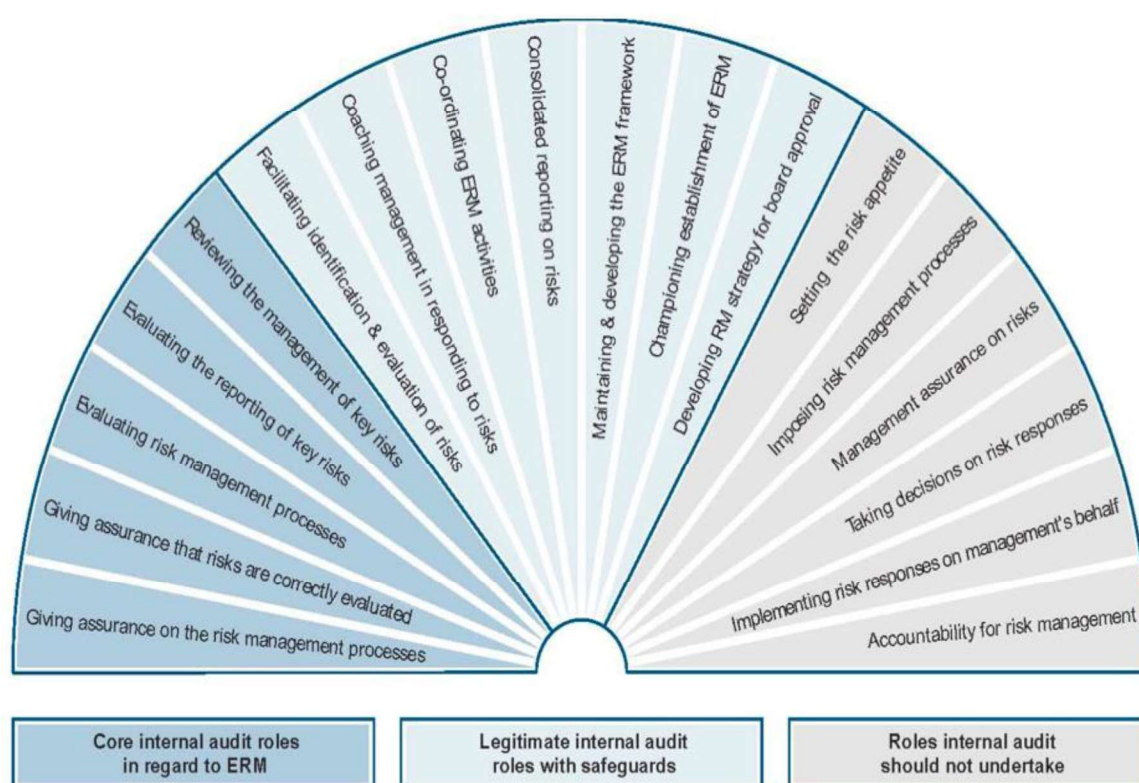 Giving assurance on the risk management processes
Giving assurance that risks are correctly evaluated
Evaluating risk management processes
Evaluating the reporting of key risks
Reviewing the management of key risks
Facilitating identification & evaluation of risks
Coaching management in responding to risks
Co-ordinating ERM activities
Consolidated reporting on risks
Maintaining & developing the ERM framework
Championing establishment of ERM
Developing RM strategy for board approval
Setting the risk appetite
Imposing risk management processes
Management assurance on risks
Taking decisions on risk responses
Implementing risk responses on management's behalf
Accountability for risk management
Core internal audit roles
in regard to ERM
Legitimate internal audit
roles with safeguards
Roles internal audit
should not undertake